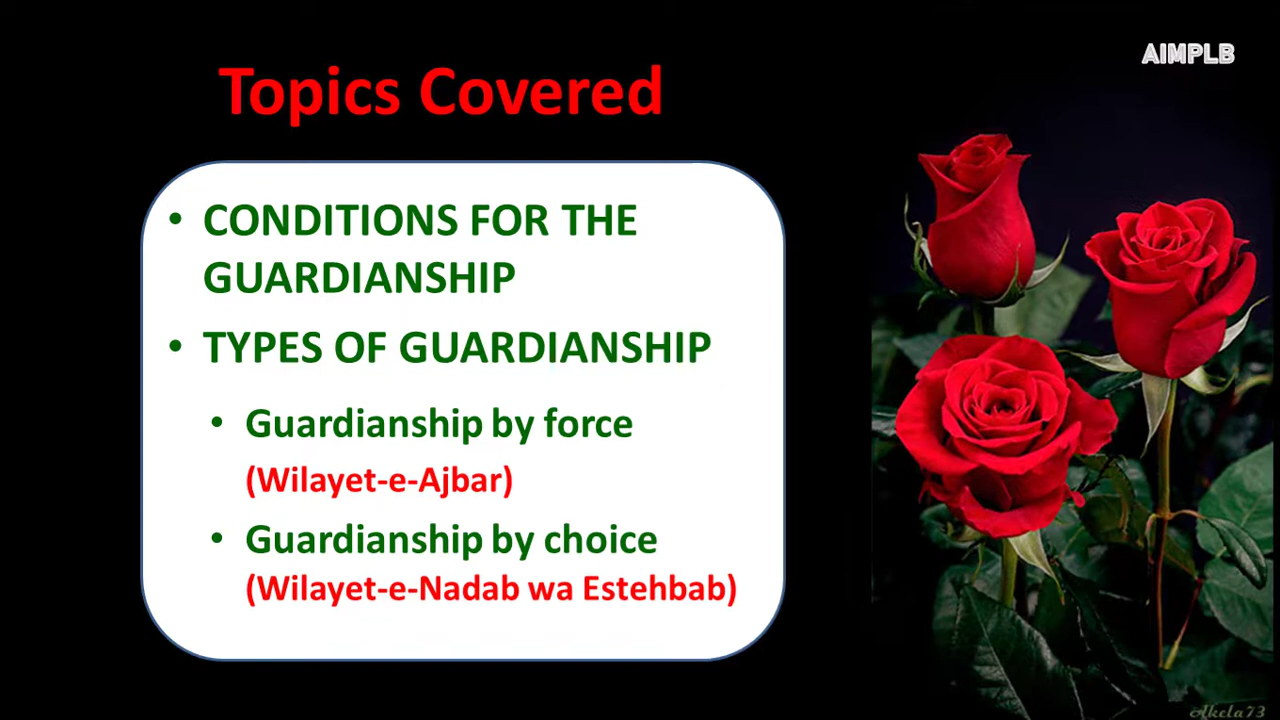 AIMPLB
Topics Covered
• CONDITIONS FOR THE
GUARDIANSHIP
• TYPES OF GUARDIANSHIP
• Guardianship by force
(Wilayet-e-Ajbar)
• Guardianship by choice
(Wilayet-e-Nadab wa Estehbab)
Akela73